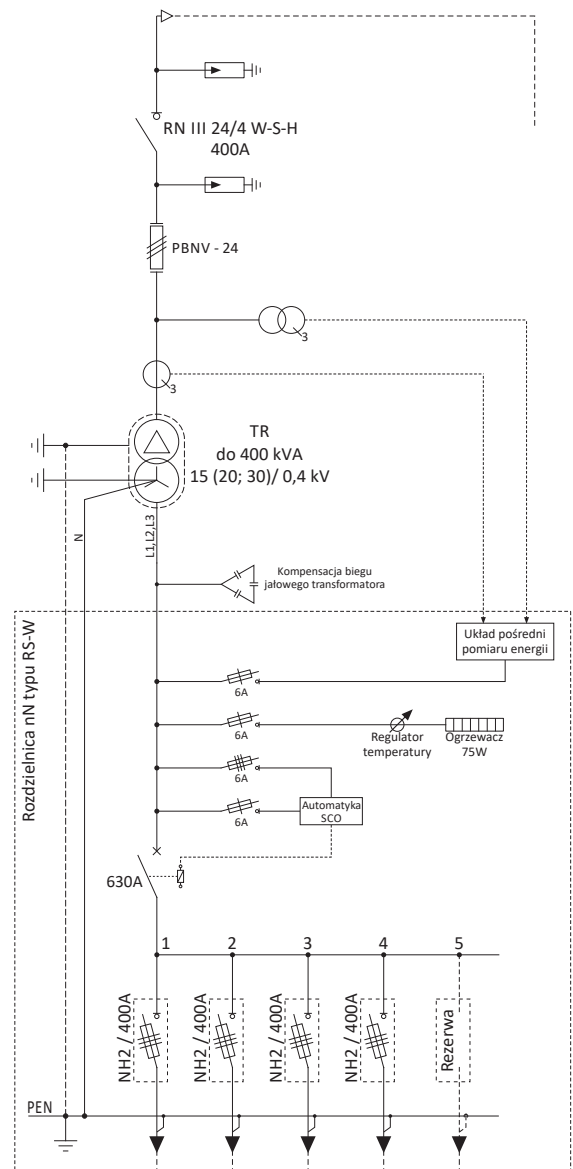 RN III 24/4 W-S-H
400A
PBNV - 24
3
3
TR
do 400 kVA
15 (20; 30)/ 0,4 kV
N
L1,L2,L3
Kompensacja biegu
jałowego transformatora
Rozdzielnica nN typu RS-W
Układ pośredni
pomiaru energii
6A
6A
Regulator
temperatury
Ogrzewacz
75W
6A
6A
Automatyka
SCO
630A
1
2
3
4
5
NH2 / 400A
NH2 / 400A
NH2 / 400A
NH2 / 400A
Rezerwa
PEN